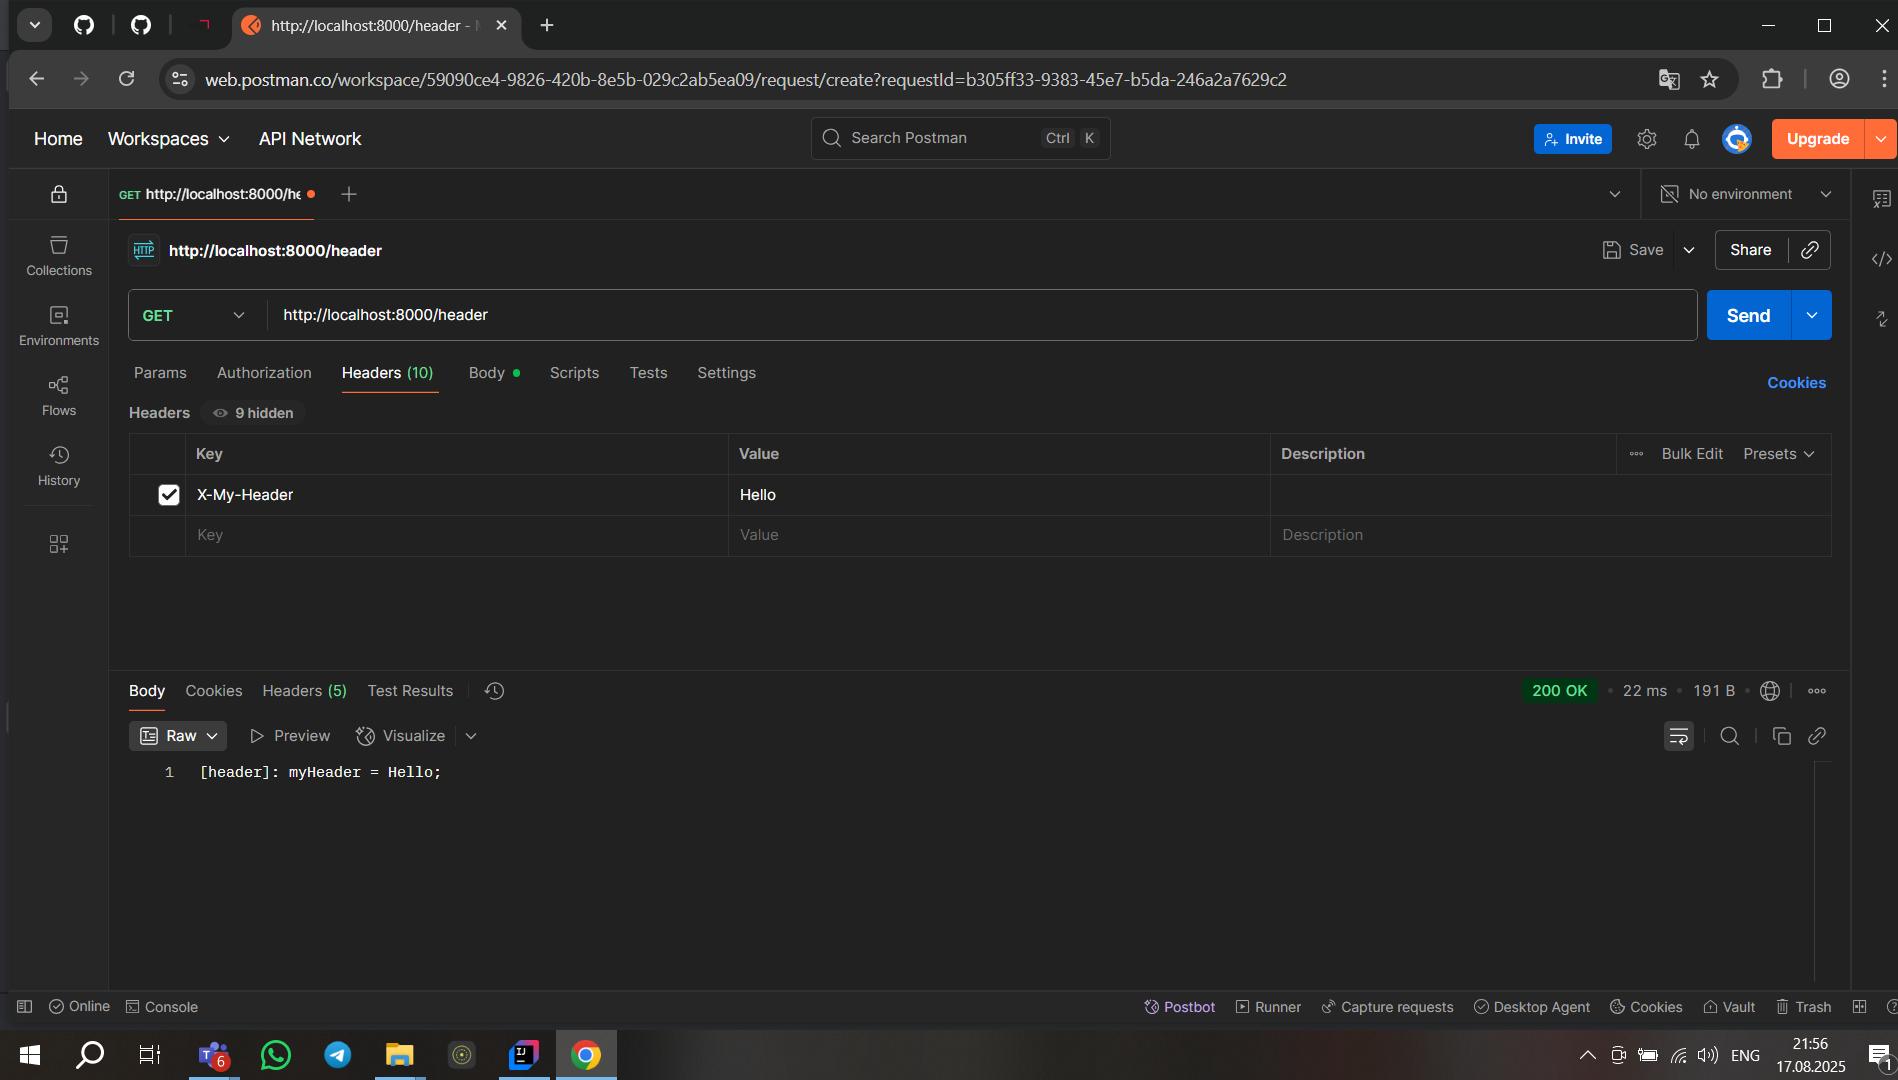 http://localhost:8000/header -
web.postman.co/workspace/59090ce4-9826-420b-8e5b-029c2ab5ea09/request/create?requestId=b305ff33-9383-45e7-b5da-246a2a7629c2
Home Workspaces API Network Search Postman Ctrl K Invite Upgrade
GET http://localhost:8000/he No environment
HTTP http://localhost:8000/header Save Share
GET http://localhost:8000/header Send
Params Authorization Headers (10) Body Scripts Tests Settings Cookies
Headers 9 hidden
Key Value Description Bulk Edit Presets
X-My-Header Hello
Key Value Description
Collections
Environments
Flows
History
Body Cookies Headers (5) Test Results 200 OK 22 ms 191 B
Raw Preview Visualize
1 [header]: myHeader = Hello;
Online Console Postbot Runner Capture requests Desktop Agent Cookies Vault Trash
T 6 IJ ENG 21:56
17.08.2025 1